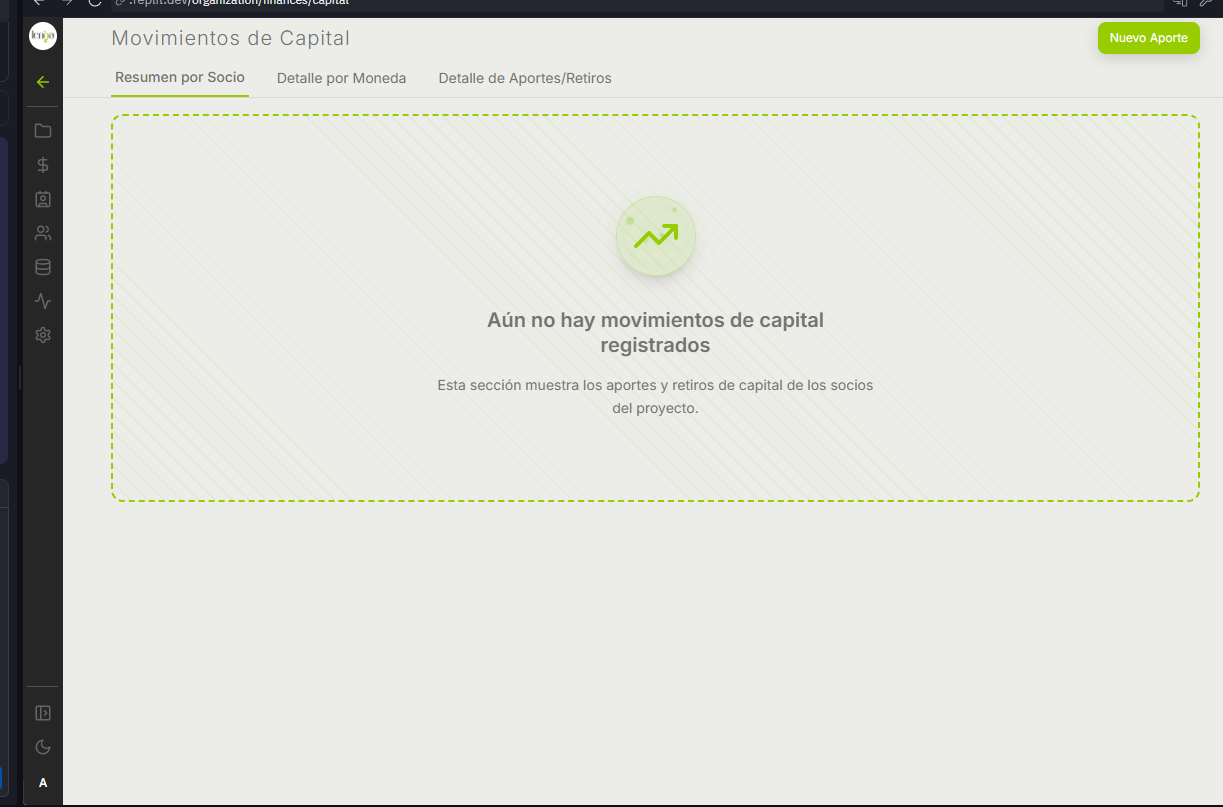 .replit.dev/organization/finances/capital
Movimientos de Capital
Nuevo Aporte
Resumen por Socio
Detalle por Moneda
Detalle de Aportes/Retiros
Aún no hay movimientos de capital
registrados
Esta sección muestra los aportes y retiros de capital de los socios
del proyecto.
A